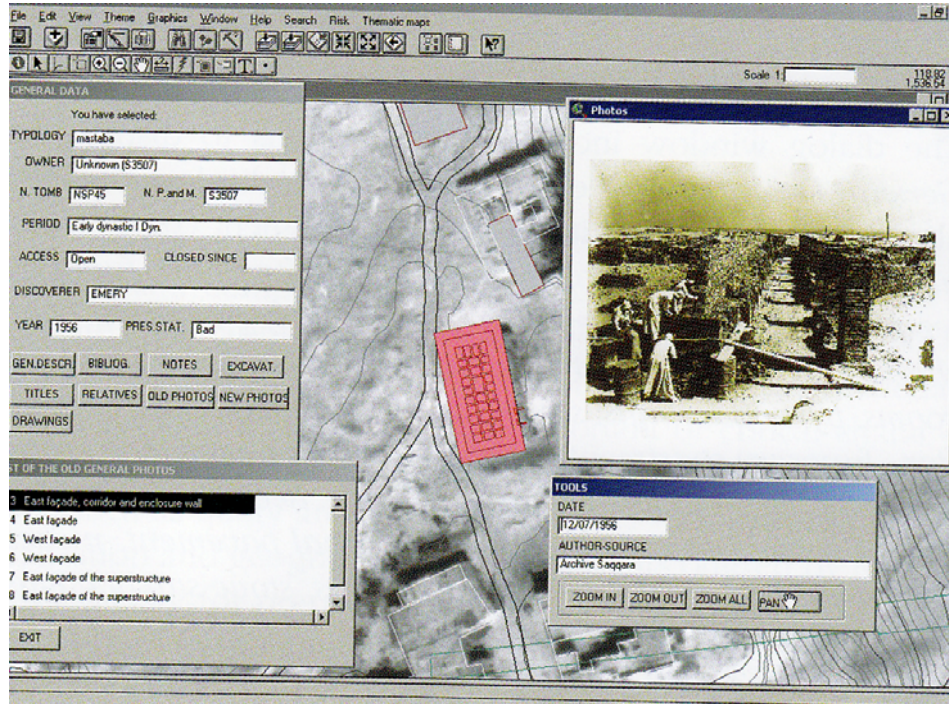 File Edit View Theme Graphics Window Help Search Risk Thematic maps
Scale 1:
118.82
GENERAL DATA
You have selected:
TYPOLOGY mastaba
OWNER Unknown (S3507)
N. TOMB NSP45 N. P.and M. S3507
PERIOD Early dynastic I Dyn.
ACCESS Open CLOSED SINCE
DISCOVERER EMERY
YEAR 1956 PRES.STAT. Bad
GEN.DESCR. BIBLIOG. NOTES EXCAVAT.
TITLES RELATIVES OLD PHOTOS NEW PHOTOS
DRAWINGS
Photos
ST OF THE OLD GENERAL PHOTOS
3 East façade, corridor and enclosure wall
4 East façade
5 West façade
6 West façade
7 East façade of the superstructure
8 East façade of the superstructure
EXIT
TOOLS
DATE
12/07/1956
AUTHOR-SOURCE
Archive Saqqara
ZOOM IN ZOOM OUT ZOOM ALL PAN